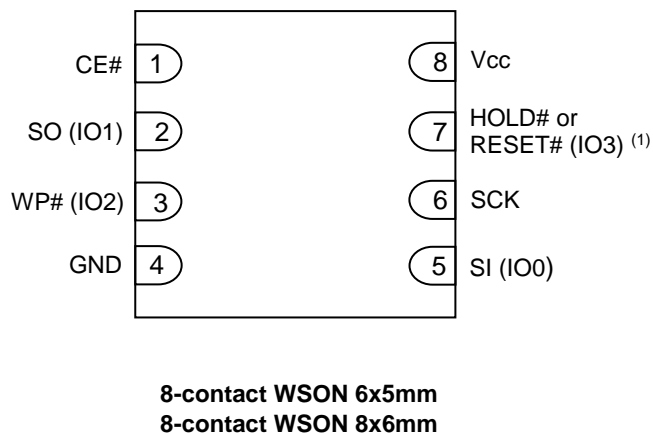 CE# 1
SO (IO1) 2
WP# (IO2) 3
GND 4
8 Vcc
7 HOLD# or
RESET# (IO3) (1)
6 SCK
5 SI (IO0)
8-contact WSON 6x5mm
8-contact WSON 8x6mm